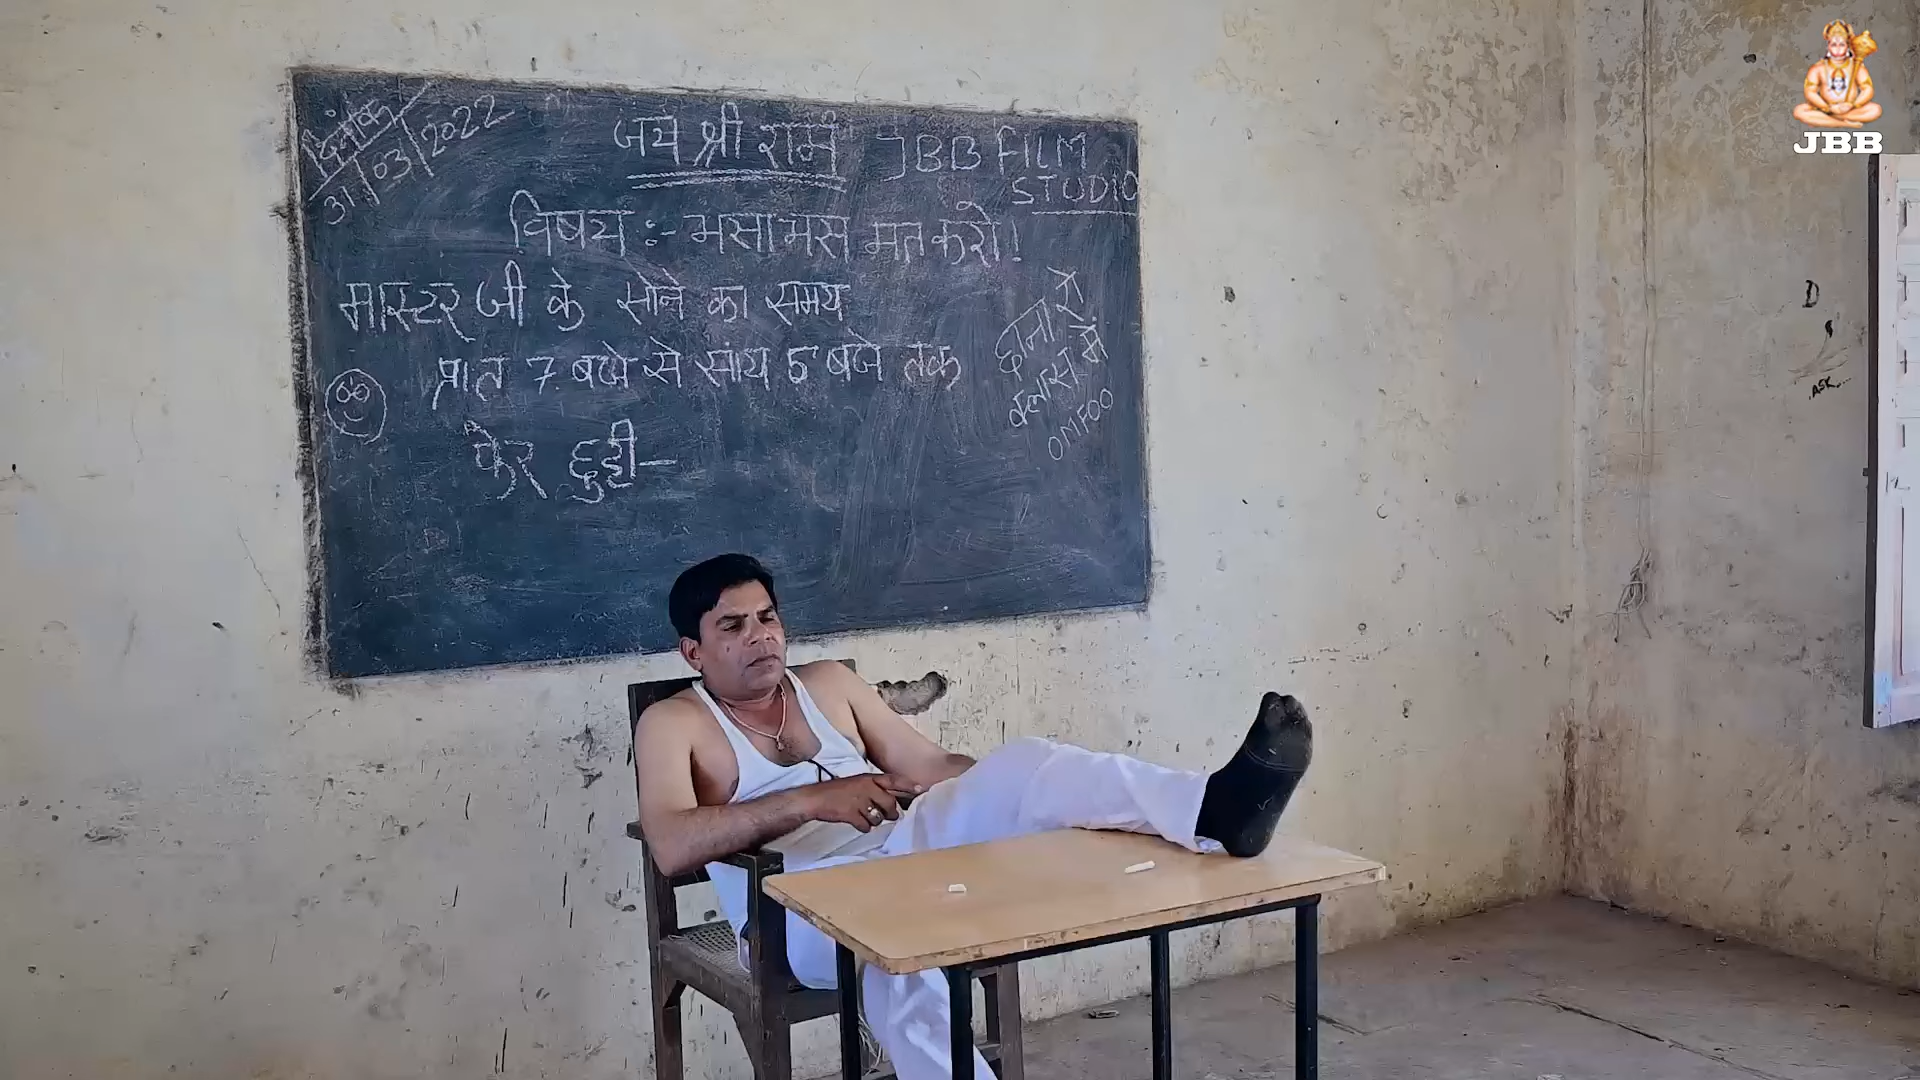 दिनांक
31/03/2022
जय श्री राम
JBB FILM
STUDIO
विषय :- मसामस मत करो!
मास्टर जी के सोने का समय
प्रात 7 बजे से सांय 5 बजे तक
फेर छुट्टी
क्लास में
JBB
D
ASK...